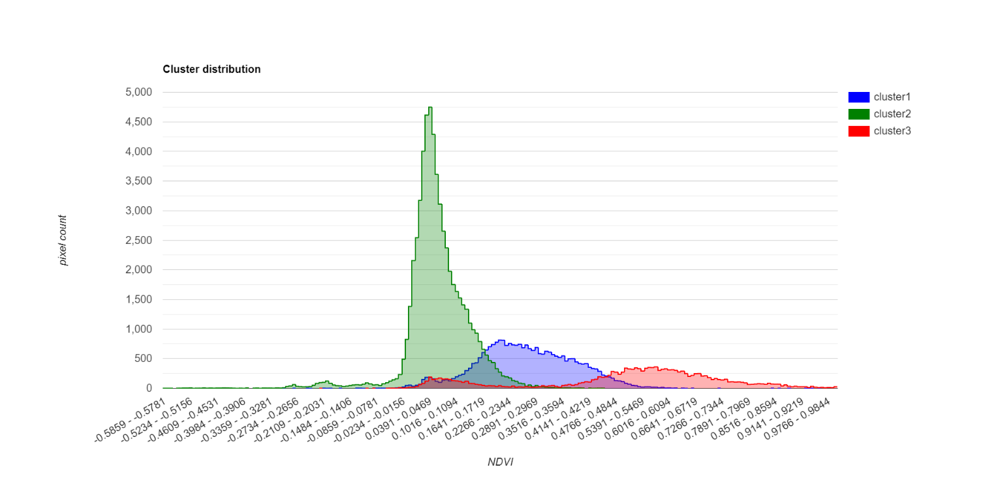 Cluster distribution
5,000
4,500
4,000
3,500
3,000
2,500
2,000
1,500
1,000
500
0
pixel count
cluster1
cluster2
cluster3
-0.5859 - -0.5781
-0.5234 - -0.5156
-0.4609 - -0.4531
-0.3984 - -0.3906
-0.3359 - -0.3281
-0.2734 - -0.2656
-0.2109 - -0.2031
-0.1484 - -0.1406
-0.0859 - -0.0781
-0.0234 - -0.0156
0.0391 - 0.0469
0.1016 - 0.1094
0.1641 - 0.1719
0.2266 - 0.2344
0.2891 - 0.2969
0.3516 - 0.3594
0.4141 - 0.4219
0.4766 - 0.4844
0.5391 - 0.5469
0.6016 - 0.6094
0.6641 - 0.6719
0.7266 - 0.7344
0.7891 - 0.7969
0.8516 - 0.8594
0.9141 - 0.9219
0.9766 - 0.9844
NDVI